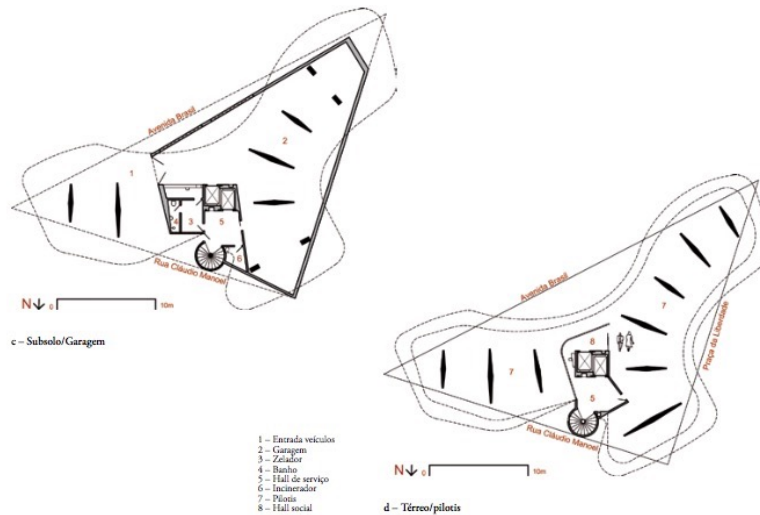 Avenida Brasil
1
2
4
3
5
6
Rua Cláudio Manoel
N 0 10m
c – Subsolo/Garagem
Avenida Brasil
7
Praça da Liberdade
8
7
5
Rua Cláudio Manoel
N 0 10m
1 – Entrada veículos
2 – Garagem
3 – Zelador
4 – Banho
5 – Hall de serviço
6 – Incinerador
7 – Pilotis
8 – Hall social
d – Térreo/pilotis